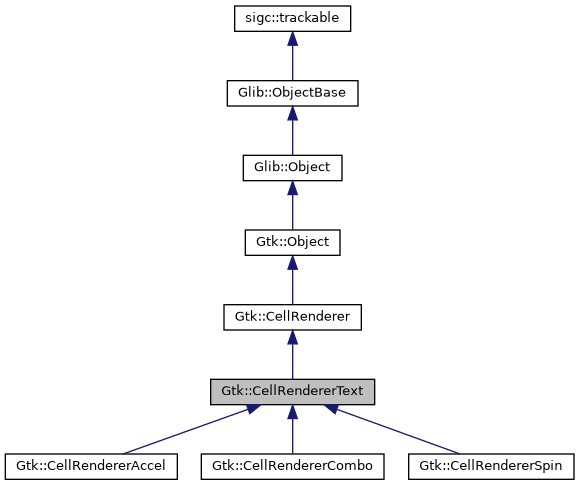 sigc::trackable
Glib::ObjectBase
Glib::Object
Gtk::Object
Gtk::CellRenderer
Gtk::CellRendererText
Gtk::CellRendererAccel
Gtk::CellRendererCombo
Gtk::CellRendererSpin